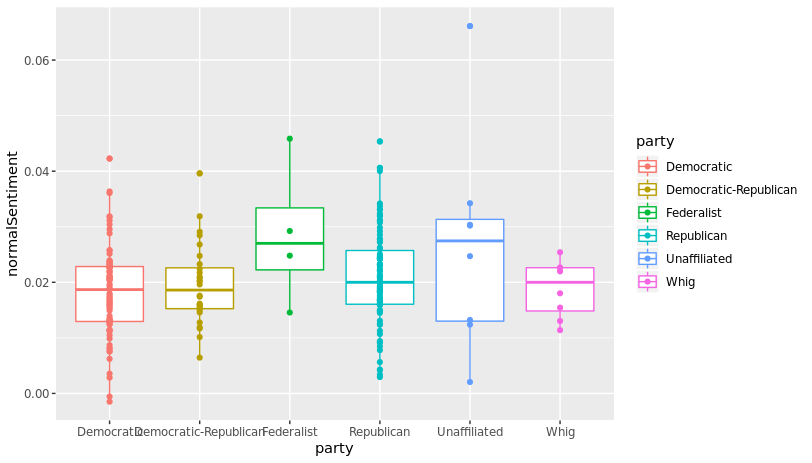 0.06
0.04
0.02
0.00
normalSentiment
Democratic
Democratic-Republican
Federalist
Republican
Unaffiliated
Whig
party
party
Democratic
Democratic-Republican
Federalist
Republican
Unaffiliated
Whig